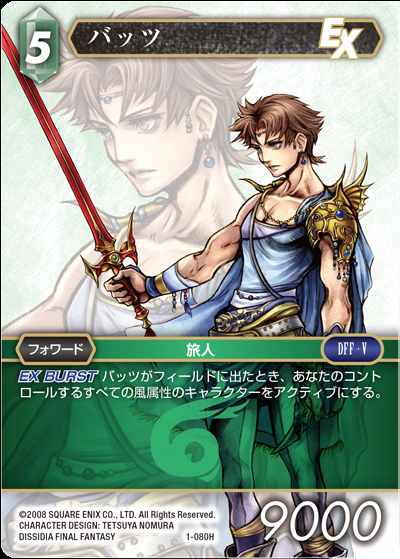 5
バッツ
EX
フォワード
旅人
DFF・V
EX BURST バッツがフィールドに出たとき、あなたのコント
ロールするすべての風属性のキャラクターをアクティブにする。
©2008 SQUARE ENIX CO., LTD. All Rights Reserved.
CHARACTER DESIGN: TETSUYA NOMURA
DISSIDIA FINAL FANTASY 1-080H
9000